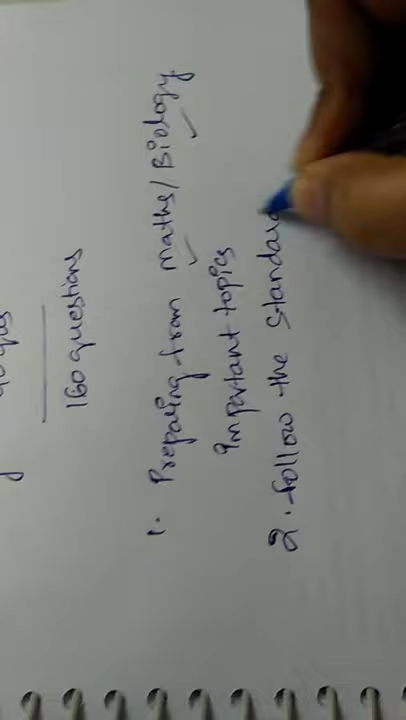 160 questions
1. Preparing from maths/Biology
important topics
2. follow the standard